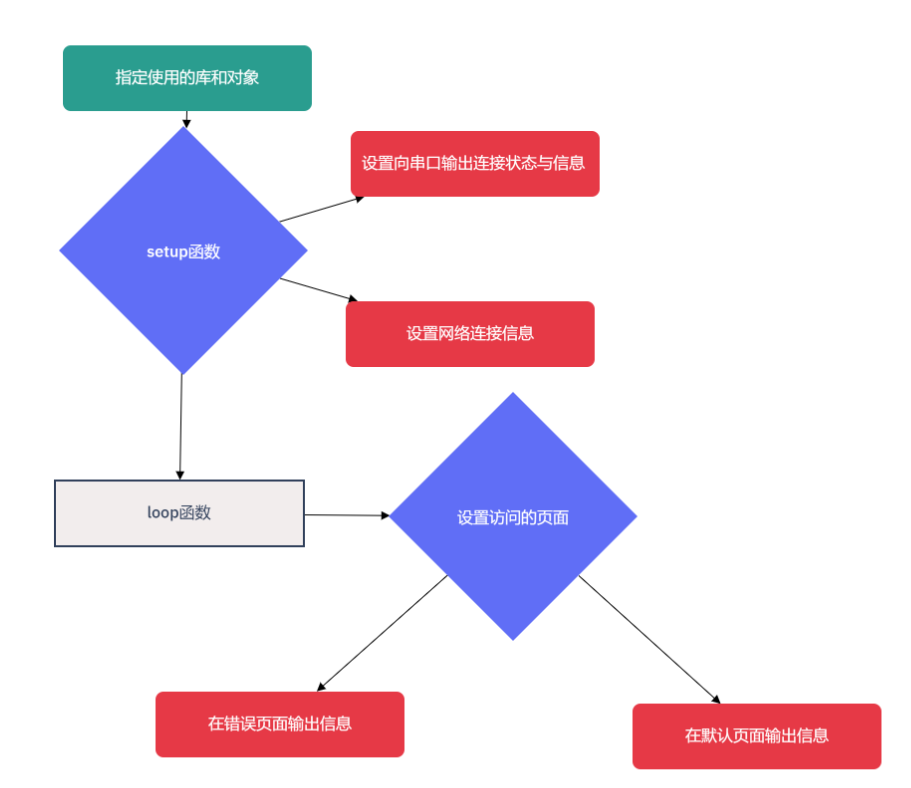 指定使用的库和对象
设置向串口输出连接状态与信息
setup函数
设置网络连接信息
loop函数
设置访问的页面
在错误页面输出信息
在默认页面输出信息